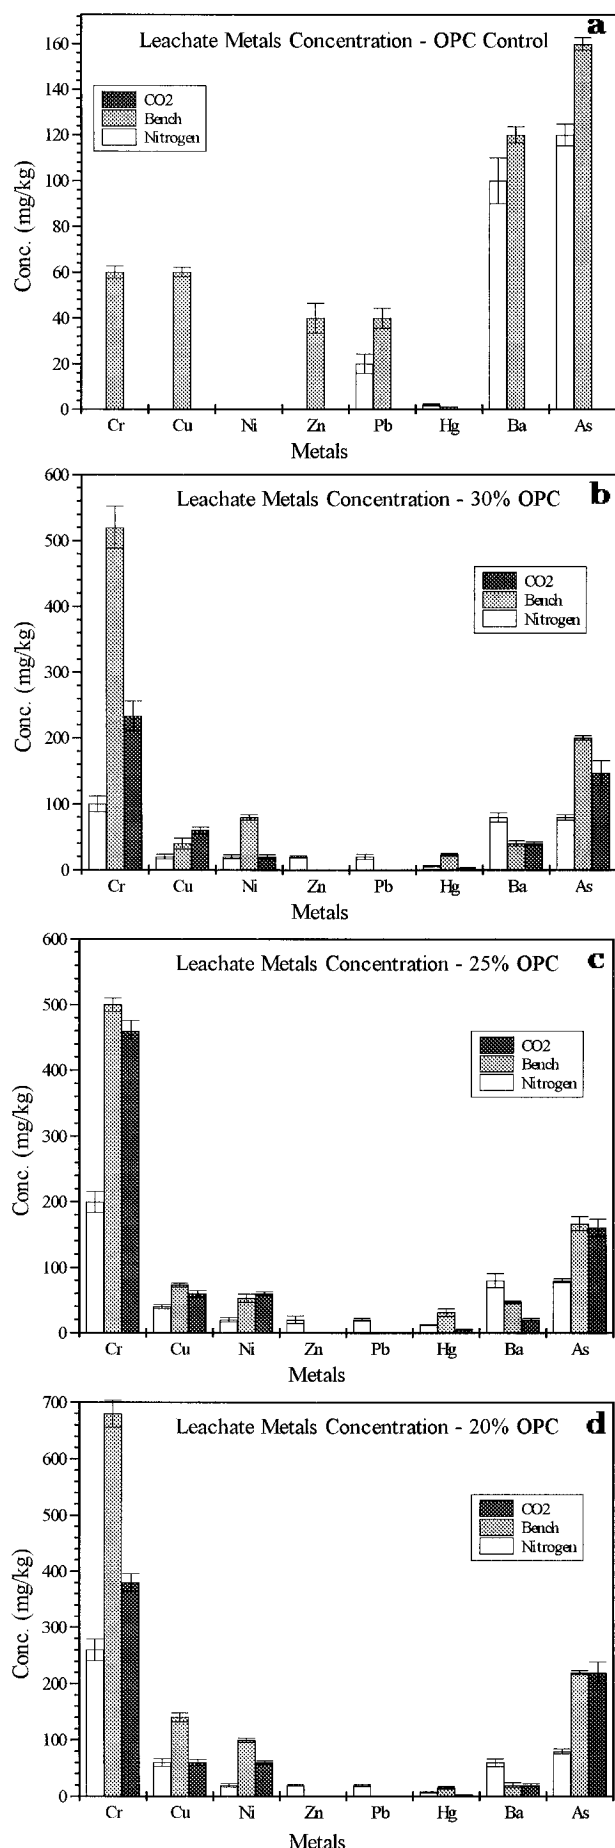 Leachate Metals Concentration - OPC Control
a
CO2
Bench
Nitrogen
Conc. (mg/kg)
160
140
120
100
80
60
40
20
0
Cr Cu Ni Zn Pb Hg Ba As
Metals
Leachate Metals Concentration - 30% OPC
b
CO2
Bench
Nitrogen
Conc. (mg/kg)
600
500
400
300
200
100
0
Cr Cu Ni Zn Pb Hg Ba As
Metals
Leachate Metals Concentration - 25% OPC
c
CO2
Bench
Nitrogen
Conc. (mg/kg)
600
500
400
300
200
100
0
Cr Cu Ni Zn Pb Hg Ba As
Metals
Leachate Metals Concentration - 20% OPC
d
CO2
Bench
Nitrogen
Conc. (mg/kg)
700
600
500
400
300
200
100
0
Cr Cu Ni Zn Pb Hg Ba As
Metals